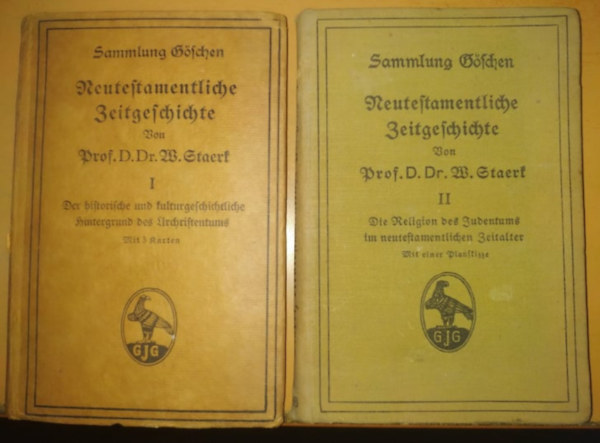 Sammlung Göschen
Neutestamentliche
Zeitgeschichte
Von
Prof. D. Dr. W. Staerk
I
Der historische und kulturgeschichtliche
Hintergrund des Urchristentums
Mit 3 Karten
GJG
Sammlung Göschen
Neutestamentliche
Zeitgeschichte
Von
Prof. D. Dr. W. Staerk
II
Die Religion des Judentums
im neutestamentlichen Zeitalter
Mit einer Planskizze
GJG